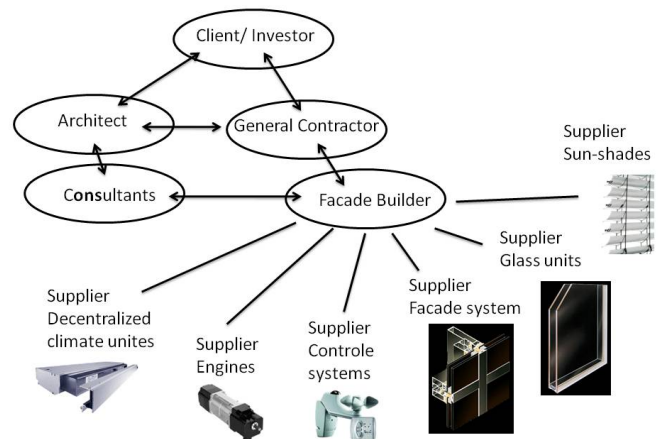 Client/ Investor
Architect
General Contractor
Consultants
Facade Builder
Supplier
Sun-shades
Supplier
Glass units
Supplier
Facade system
Supplier
Controle
systems
Supplier
Engines
Supplier
Decentralized
climate unites